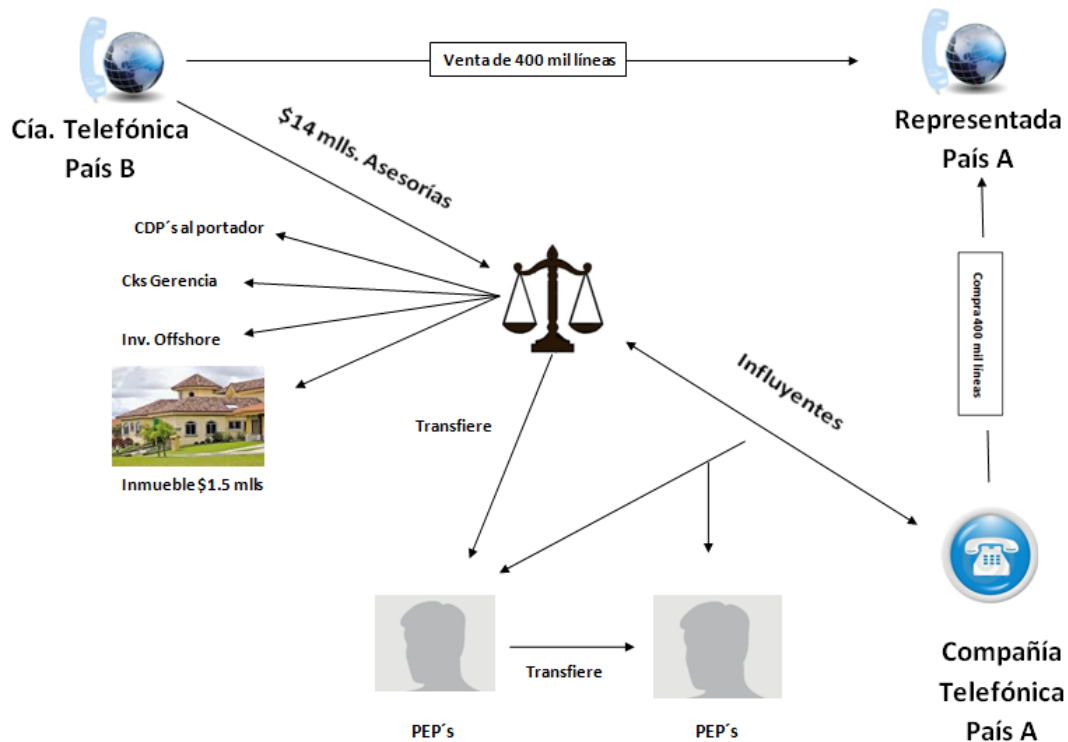 Venta de 400 mil líneas
Cía. Telefónica
País B
Representada
País A
$14 mlls. Asesorías
CDP´s al portador
Cks Gerencia
Inv. Offshore
Inmueble $1.5 mlls
Transfiere
Influyentes
Compra 400 mil líneas
Transfiere
PEP´s
PEP´s
Compañía
Telefónica
País A